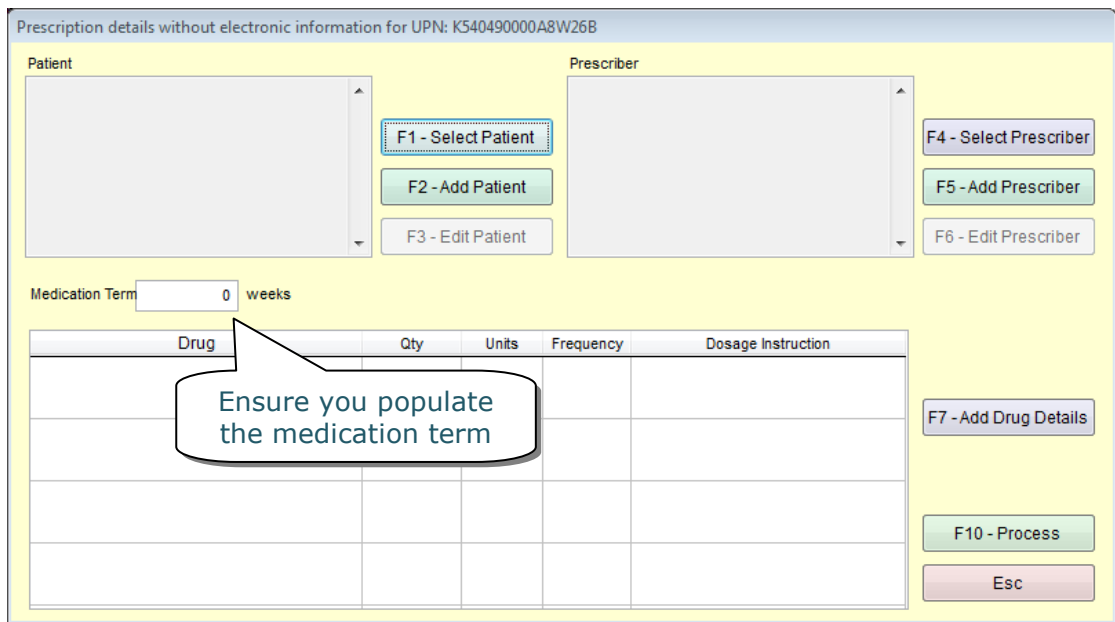 Prescription details without electronic information for UPN: K540490000A8W26B
Patient
Prescriber
F1 - Select Patient
F2 - Add Patient
F3 - Edit Patient
F4 - Select Prescriber
F5 - Add Prescriber
F6 - Edit Prescriber
Medication Term 0 weeks
Drug Qty Units Frequency Dosage Instruction
Ensure you populate
the medication term
F7 - Add Drug Details
F10 - Process
Esc